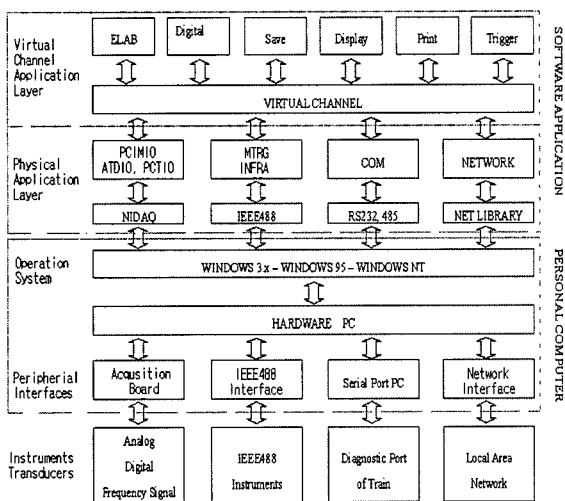 Virtual
Channel
Application
Layer
ELAB
Digital
Save
Display
Print
Trigger
VIRTUAL CHANNEL
Physical
Application
Layer
PCIMIO
ATDIO, PCTIO
MTRG
INFRA
COM
NETWORK
NIDAQ
IEEE488
RS232, 485
NET LIBRARY
SOFTWARE APPLICATION
Operation
System
WINDOWS 3.x – WINDOWS 95 – WINDOWS NT
HARDWARE PC
Peripherial
Interfaces
Acqusition
Board
IEEE488
Interface
Serial Port PC
Network
Interface
PERSONAL COMPUTER
Instruments
Transducers
Analog
Digital
Frequency Signal
IEEE488
Instruments
Diagnostic Port
of Train
Local Area
Network